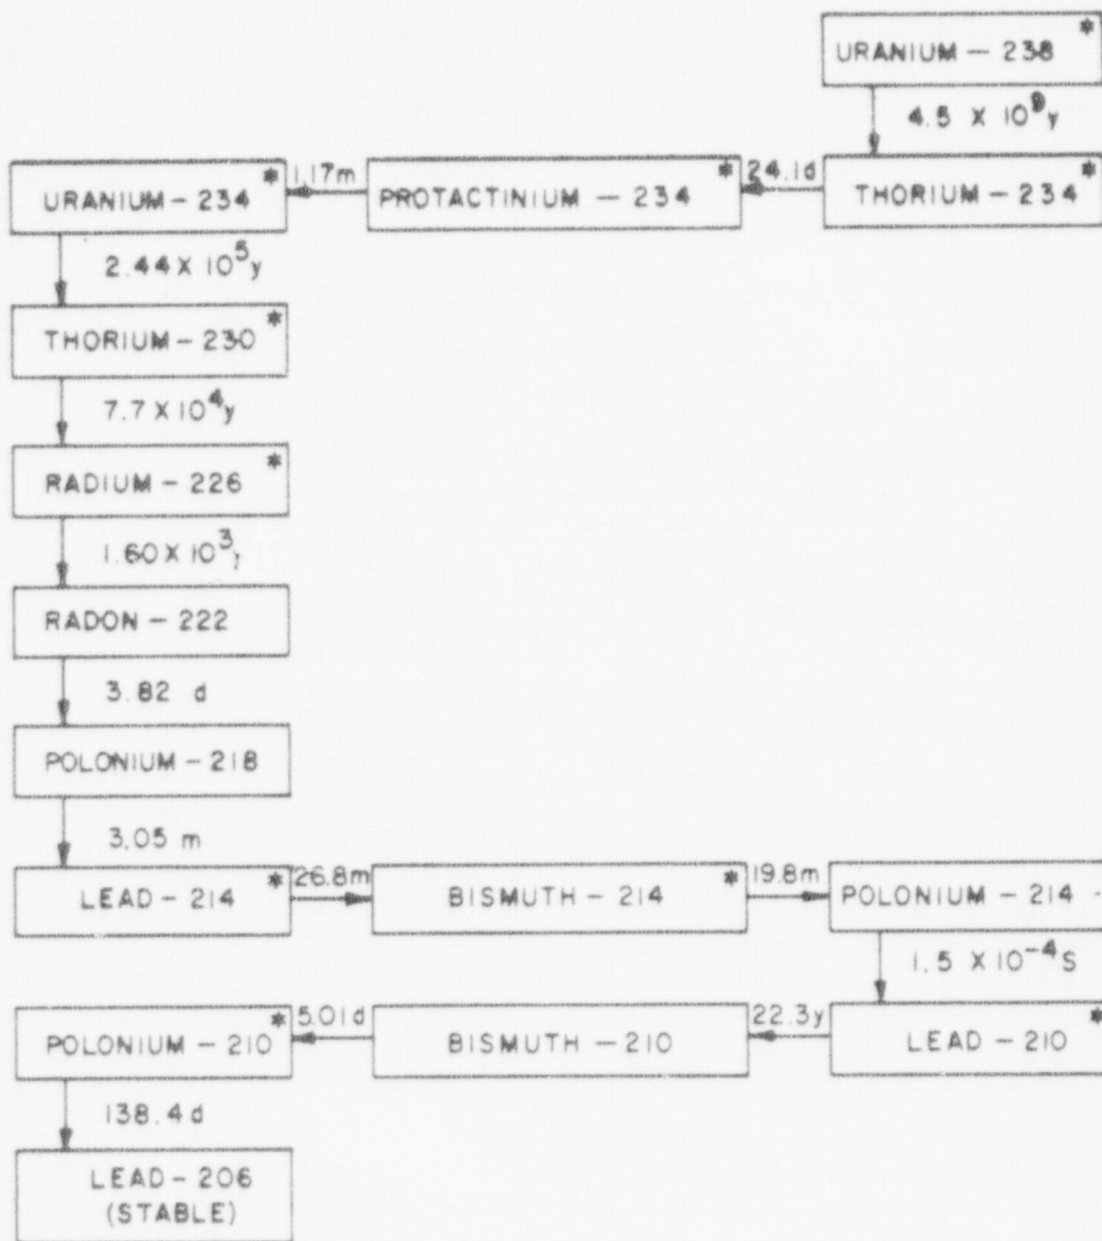 URANIUM — 238 *
4.5 X 10⁹y
URANIUM — 234 *
1.17m
PROTACTINIUM — 234 *
24.1d
THORIUM — 234 *
2.44 X 10⁵y
THORIUM — 230 *
7.7 X 10⁴y
RADIUM — 226 *
1.60 X 10³y
RADON — 222
3.82 d
POLONIUM — 218
3.05 m
LEAD — 214 *
26.8m
BISMUTH — 214 *
19.8m
POLONIUM — 214
1.5 X 10⁻⁴S
POLONIUM — 210 *
5.01d
BISMUTH — 210
22.3y
LEAD — 210 *
138.4d
LEAD — 206
(STABLE)